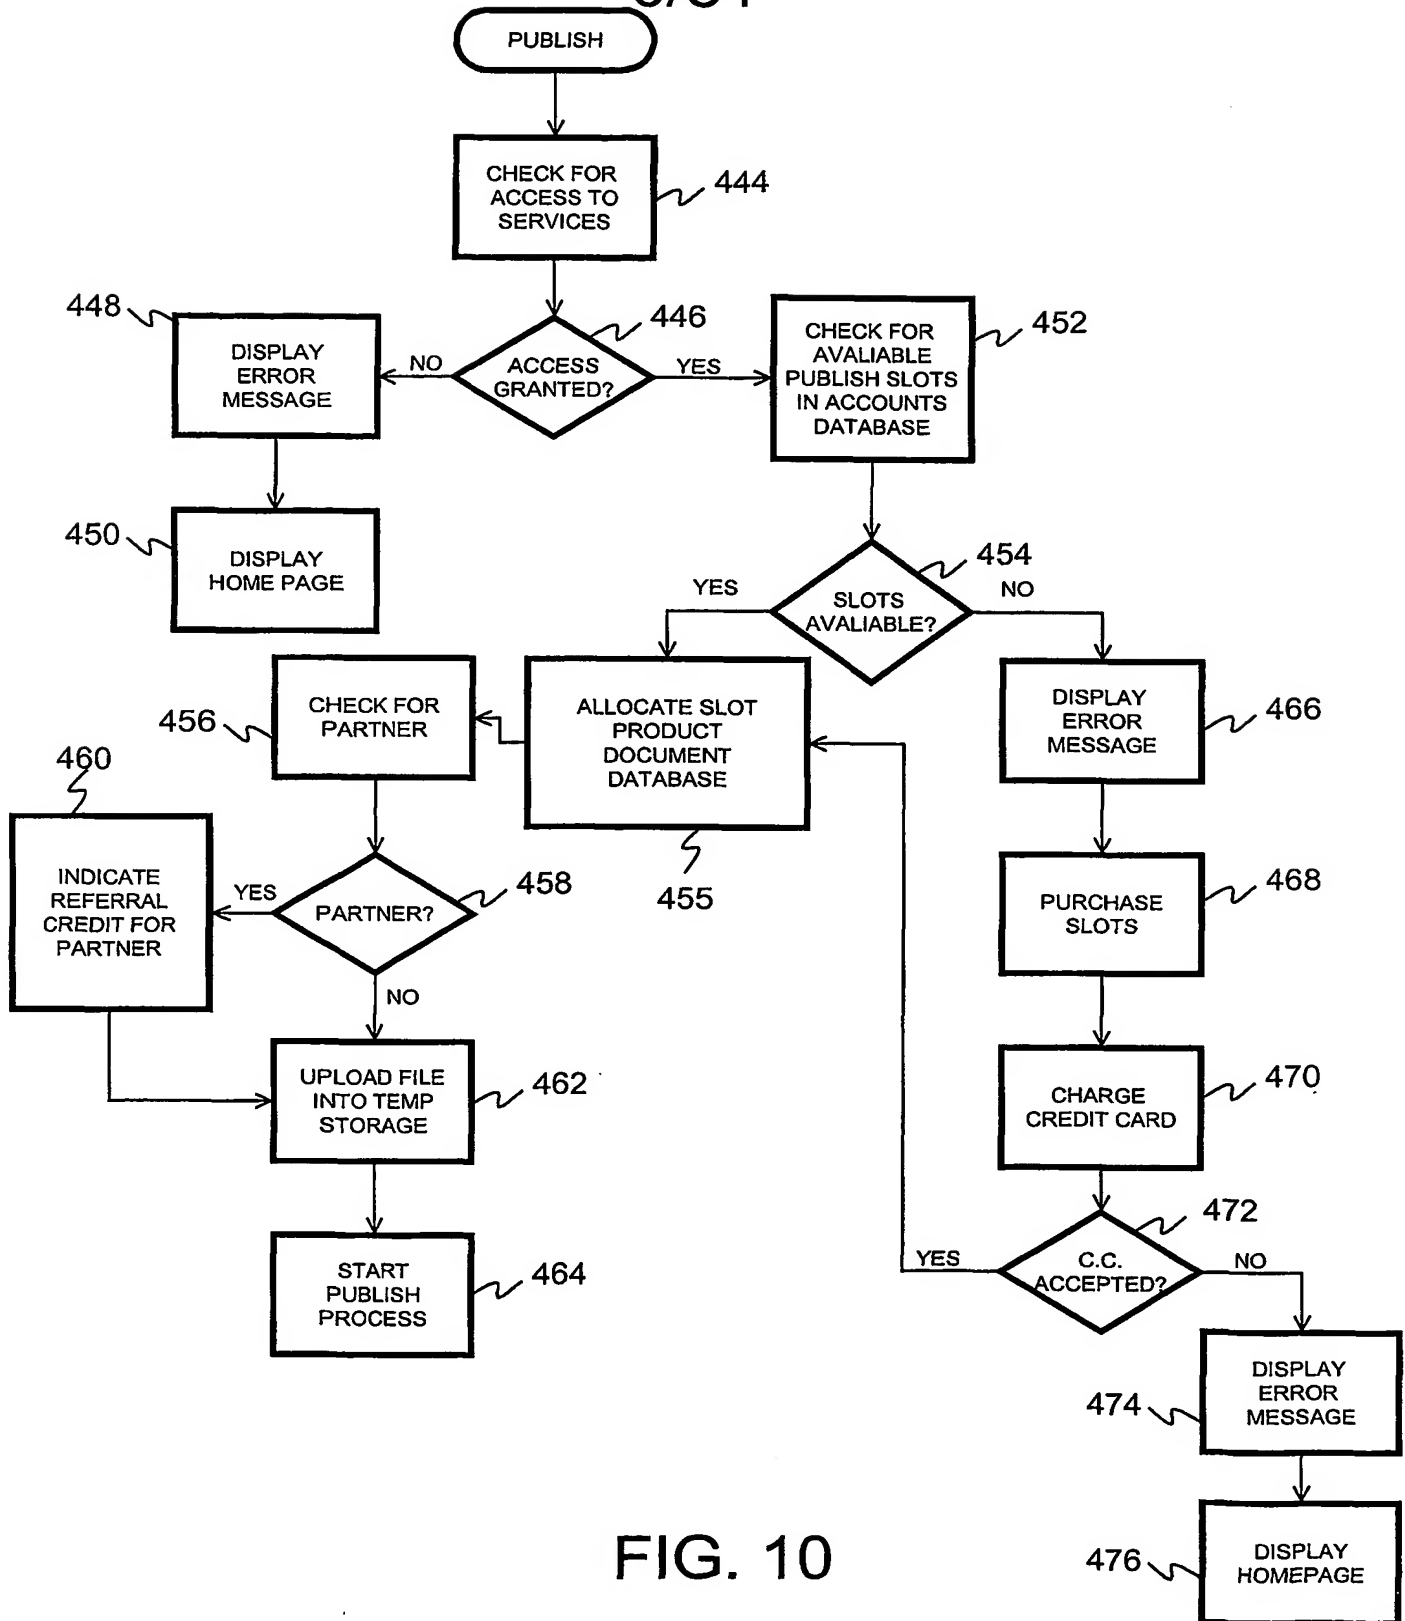 PUBLISH
CHECK FOR
ACCESS TO
SERVICES
444
448
DISPLAY
ERROR
MESSAGE
NO
446
ACCESS
GRANTED?
YES
CHECK FOR
AVALIABLE
PUBLISH SLOTS
IN ACCOUNTS
DATABASE
452
450
DISPLAY
HOME PAGE
454
YES
SLOTS
AVALIABLE?
NO
456
CHECK FOR
PARTNER
ALLOCATE SLOT
PRODUCT
DOCUMENT
DATABASE
455
DISPLAY
ERROR
MESSAGE
466
460
INDICATE
REFERRAL
CREDIT FOR
PARTNER
YES
PARTNER?
458
NO
PURCHASE
SLOTS
468
UPLOAD FILE
INTO TEMP
STORAGE
462
CHARGE
CREDIT CARD
470
START
PUBLISH
PROCESS
464
472
YES
C.C.
ACCEPTED?
NO
474
DISPLAY
ERROR
MESSAGE
476
DISPLAY
HOMEPAGE
FIG. 10